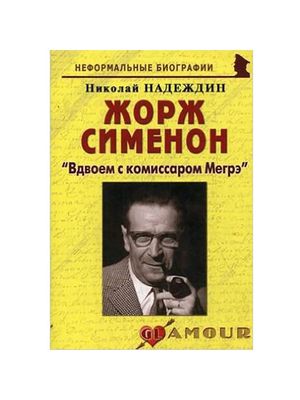 НЕФОРМАЛЬНЫЕ БИОГРАФИИ
Николай НАДЕЖДИН
ЖОРЖ
СИМЕНОН
"Вдвоем с комиссаром Мегрэ"
GLAMOUR